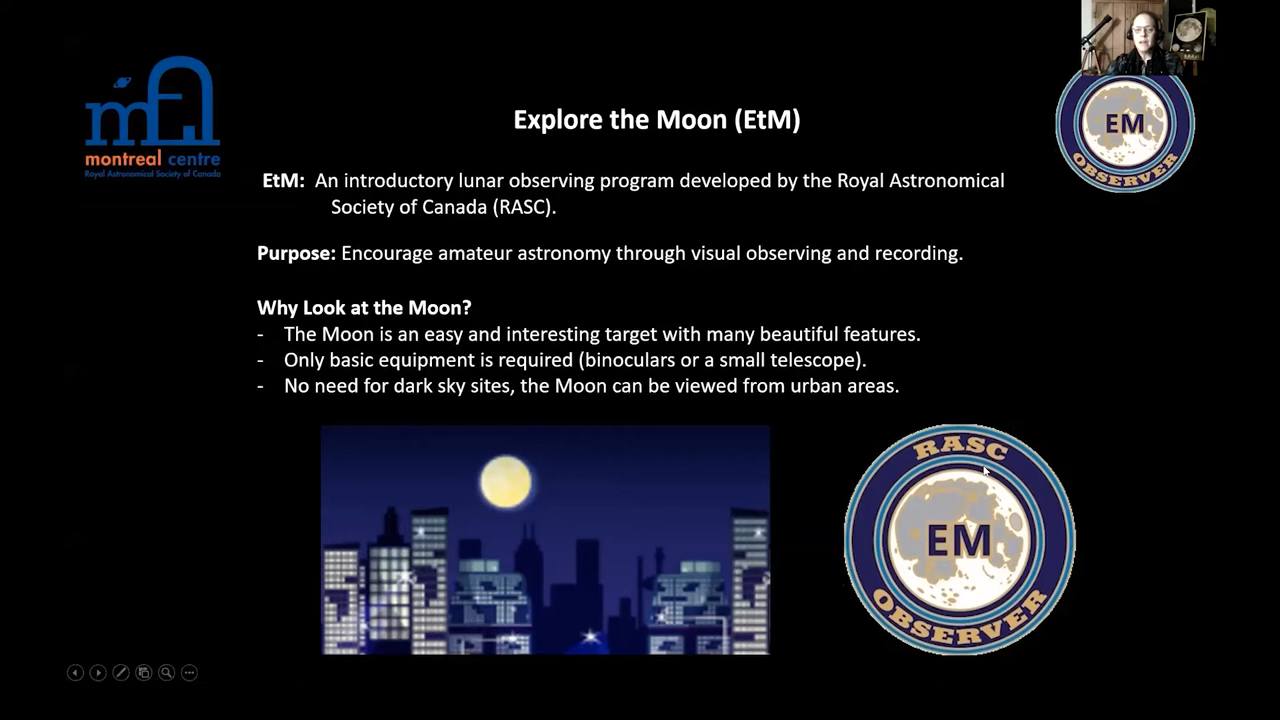 montreal centre
Royal Astronomical Society of Canada
Explore the Moon (EtM)
EM
OBSERVER
EtM: An introductory lunar observing program developed by the Royal Astronomical
Society of Canada (RASC).
Purpose: Encourage amateur astronomy through visual observing and recording.
Why Look at the Moon?
- The Moon is an easy and interesting target with many beautiful features.
- Only basic equipment is required (binoculars or a small telescope).
- No need for dark sky sites, the Moon can be viewed from urban areas.
RASC
EM
OBSERVER